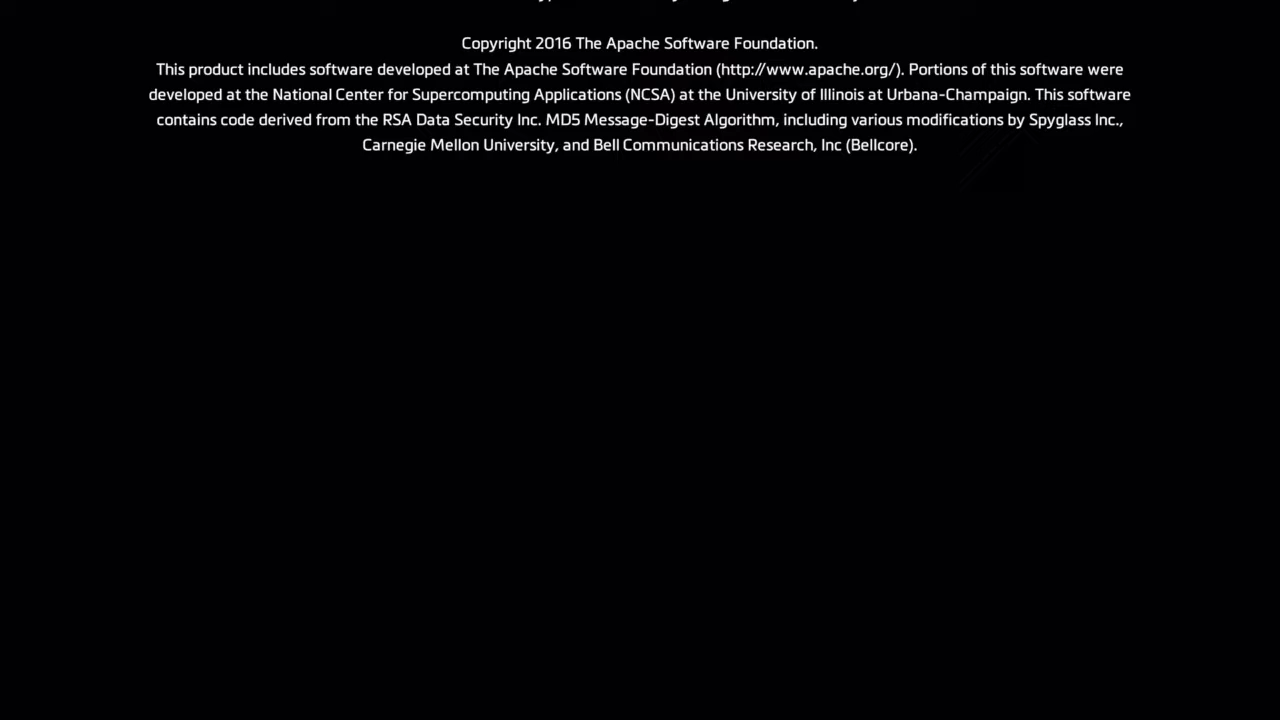 Copyright 2016 The Apache Software Foundation.
This product includes software developed at The Apache Software Foundation (http://www.apache.org/). Portions of this software were
developed at the National Center for Supercomputing Applications (NCSA) at the University of Illinois at Urbana-Champaign. This software
contains code derived from the RSA Data Security Inc. MD5 Message-Digest Algorithm, including various modifications by Spyglass Inc.,
Carnegie Mellon University, and Bell Communications Research, Inc (Bellcore).